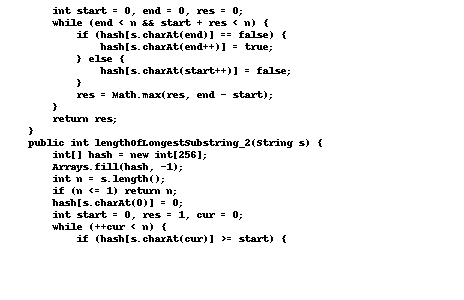 int start = 0, end = 0, res = 0;
while (end < n && start + res < n) {
if (hash[s.charAt(end)] == false) {
hash[s.charAt(end++)] = true;
} else {
hash[s.charAt(start++)] = false;
}
res = Math.max(res, end - start);
}
return res;
}
public int lengthOfLongestSubstring_2(String s) {
int[] hash = new int[256];
Arrays.fill(hash, -1);
int n = s.length();
if (n <= 1) return n;
hash[s.charAt(0)] = 0;
int start = 0, res = 1, cur = 0;
while (++cur < n) {
if (hash[s.charAt(cur)] >= start) {